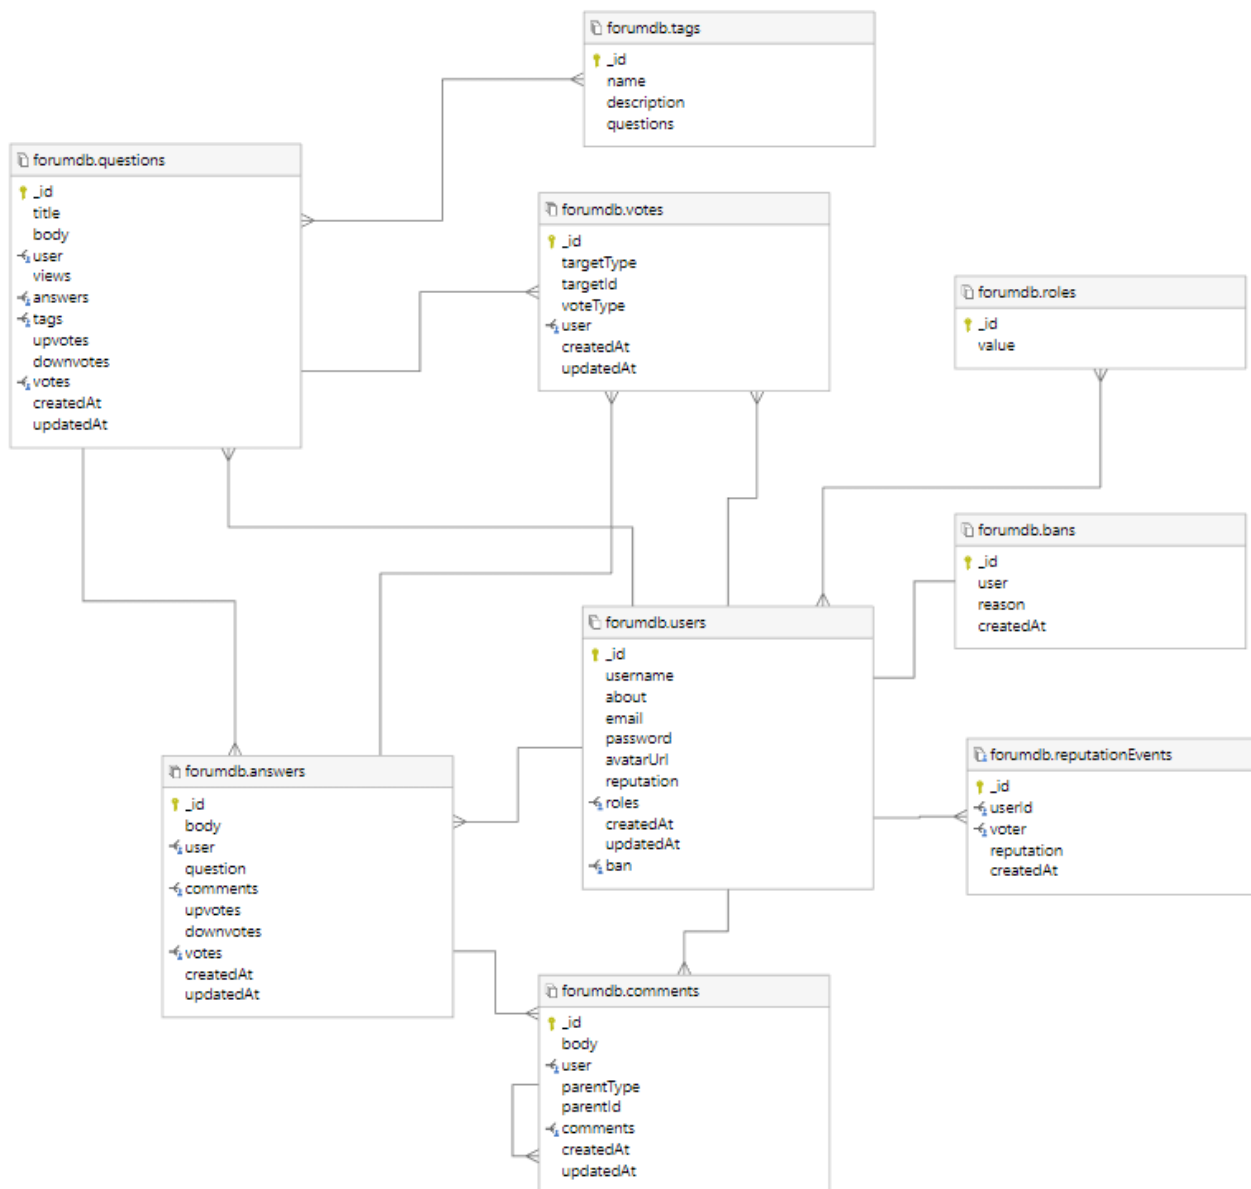 forumdb.tags
_id
name
description
questions
forumdb.questions
_id
title
body
user
views
answers
tags
upvotes
downvotes
votes
createdAt
updatedAt
forumdb.votes
_id
targetType
targetId
voteType
user
createdAt
updatedAt
forumdb.roles
_id
value
forumdb.bans
_id
user
reason
createdAt
forumdb.users
_id
username
about
email
password
avatarUrl
reputation
roles
createdAt
updatedAt
ban
forumdb.reputationEvents
_id
userId
voter
reputation
createdAt
forumdb.answers
_id
body
user
question
comments
upvotes
downvotes
votes
createdAt
updatedAt
forumdb.comments
_id
body
user
parentType
parentId
comments
createdAt
updatedAt